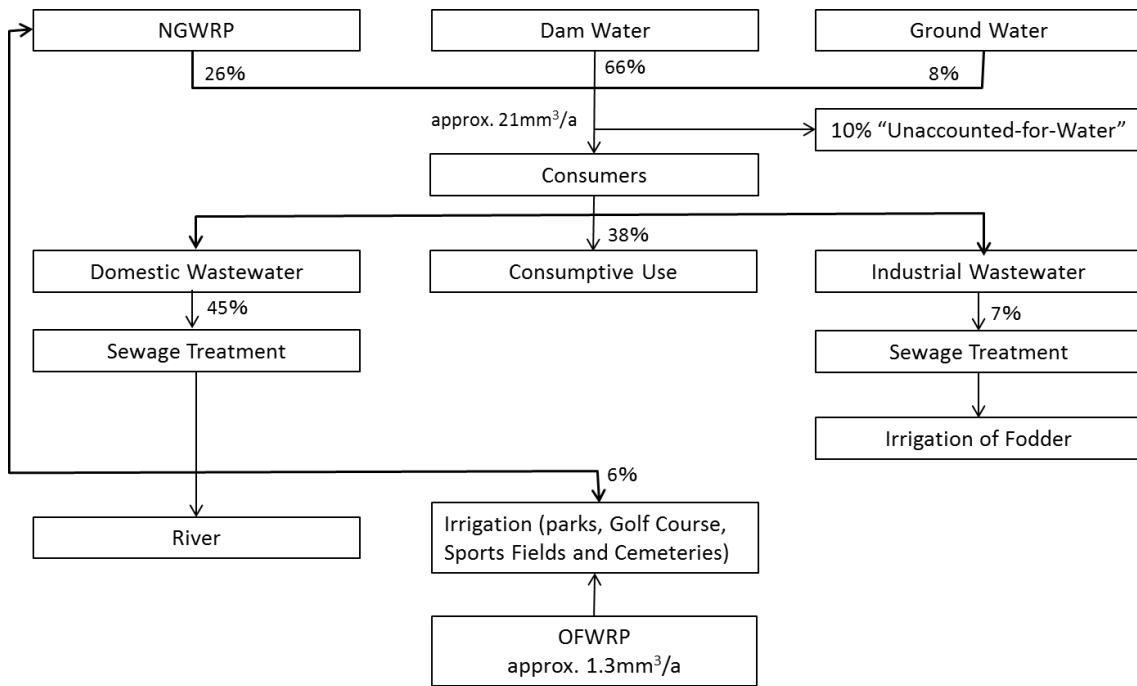 NGWRP
Dam Water
Ground Water
26%
66%
8%
approx. 21mm³/a
10% “Unaccounted-for-Water”
Consumers
38%
Domestic Wastewater
Consumptive Use
Industrial Wastewater
45%
7%
Sewage Treatment
Sewage Treatment
Irrigation of Fodder
6%
River
Irrigation (parks, Golf Course,
Sports Fields and Cemeteries)
OFWRP
approx. 1.3mm³/a